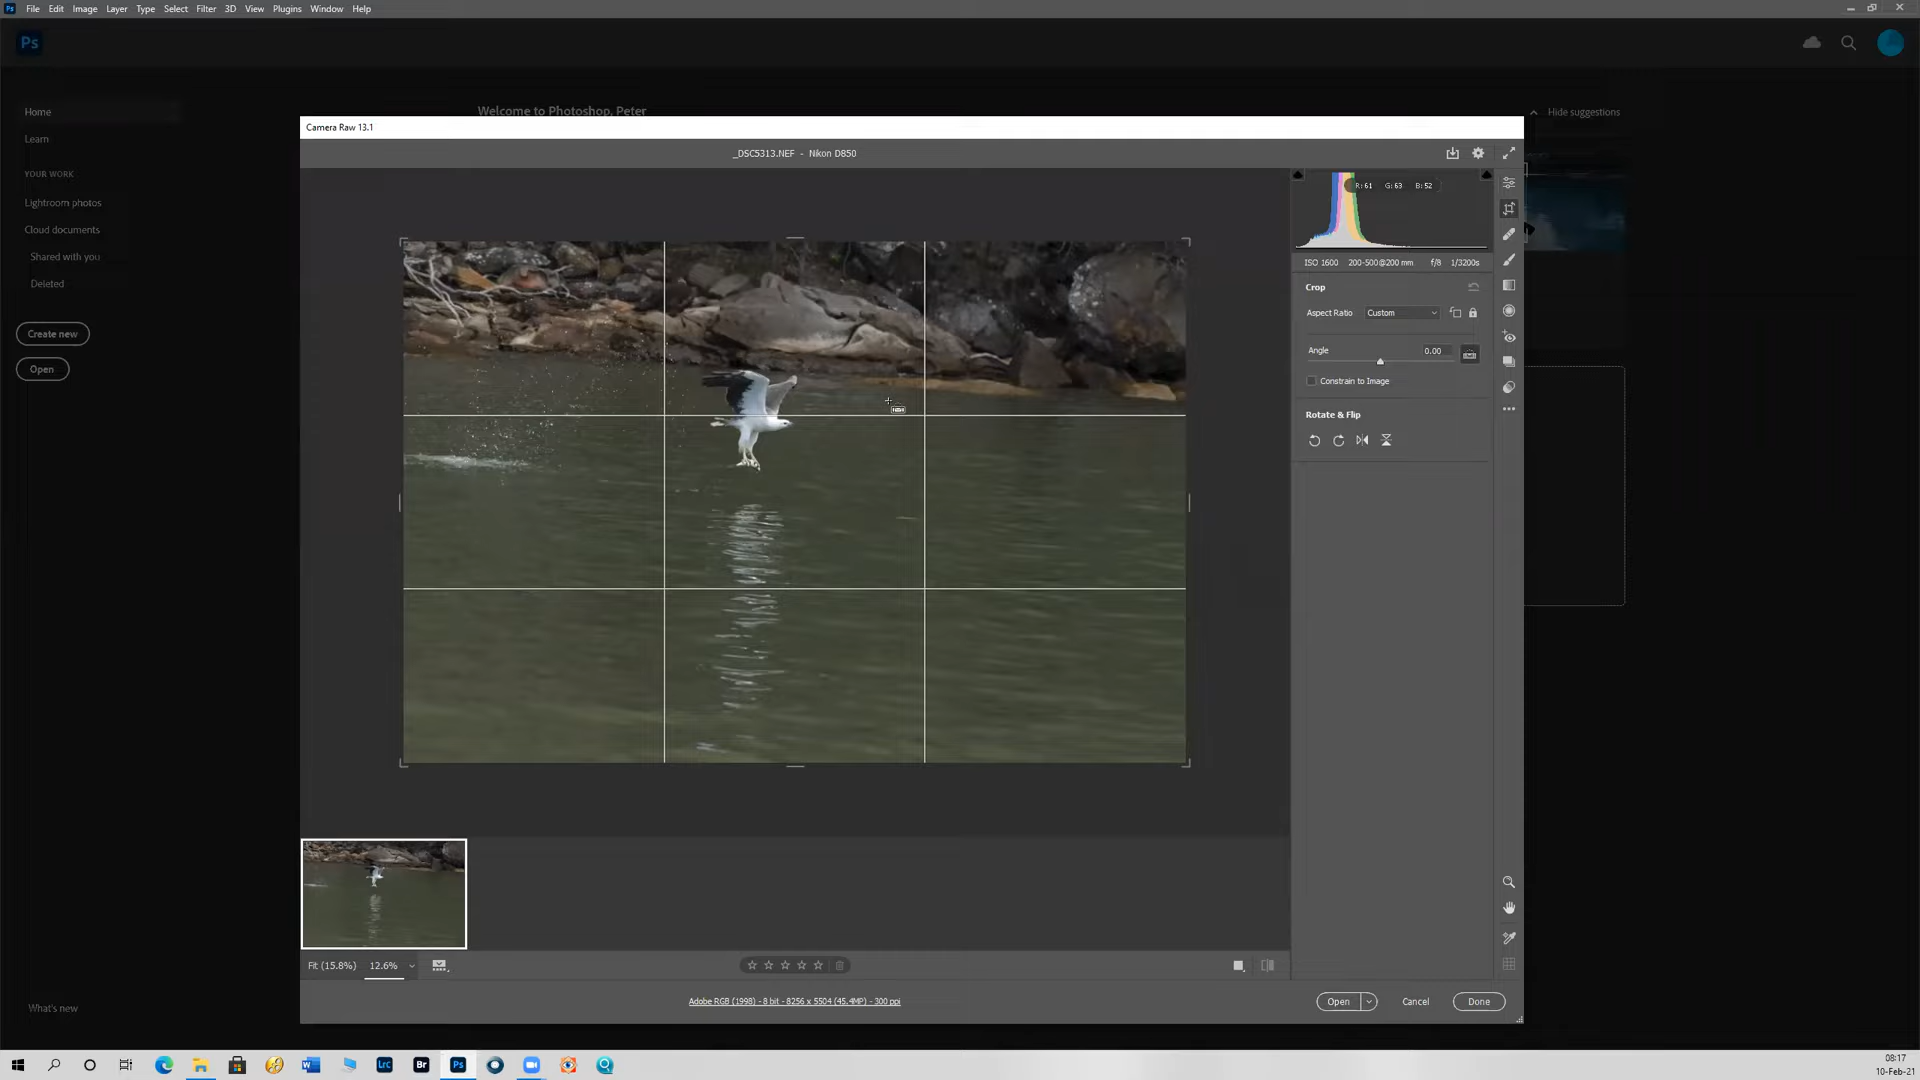 Ps File Edit Image Layer Type Select Filter 3D View Plugins Window Help
Ps
Home
Welcome to Photoshop, Peter
Hide suggestions
Learn
Camera Raw 13.1
_DSC5313.NEF - Nikon D850
YOUR WORK
R: 61 G: 63 B: 52
Lightroom photos
Cloud documents
Shared with you
ISO 1600 200-500@200 mm f/8 1/3200s
Deleted
Crop
Aspect Ratio Custom
Create new
Angle 0.00
Open
Constrain to Image
Rotate & Flip
Fit (15.8%) 12.6%
Adobe RGB (1998) - 8 bit - 8256 x 5504 (45.4MP) - 300 ppi
Open Cancel Done
What's new
W Lrc Br Ps
08:17
10-Feb-21